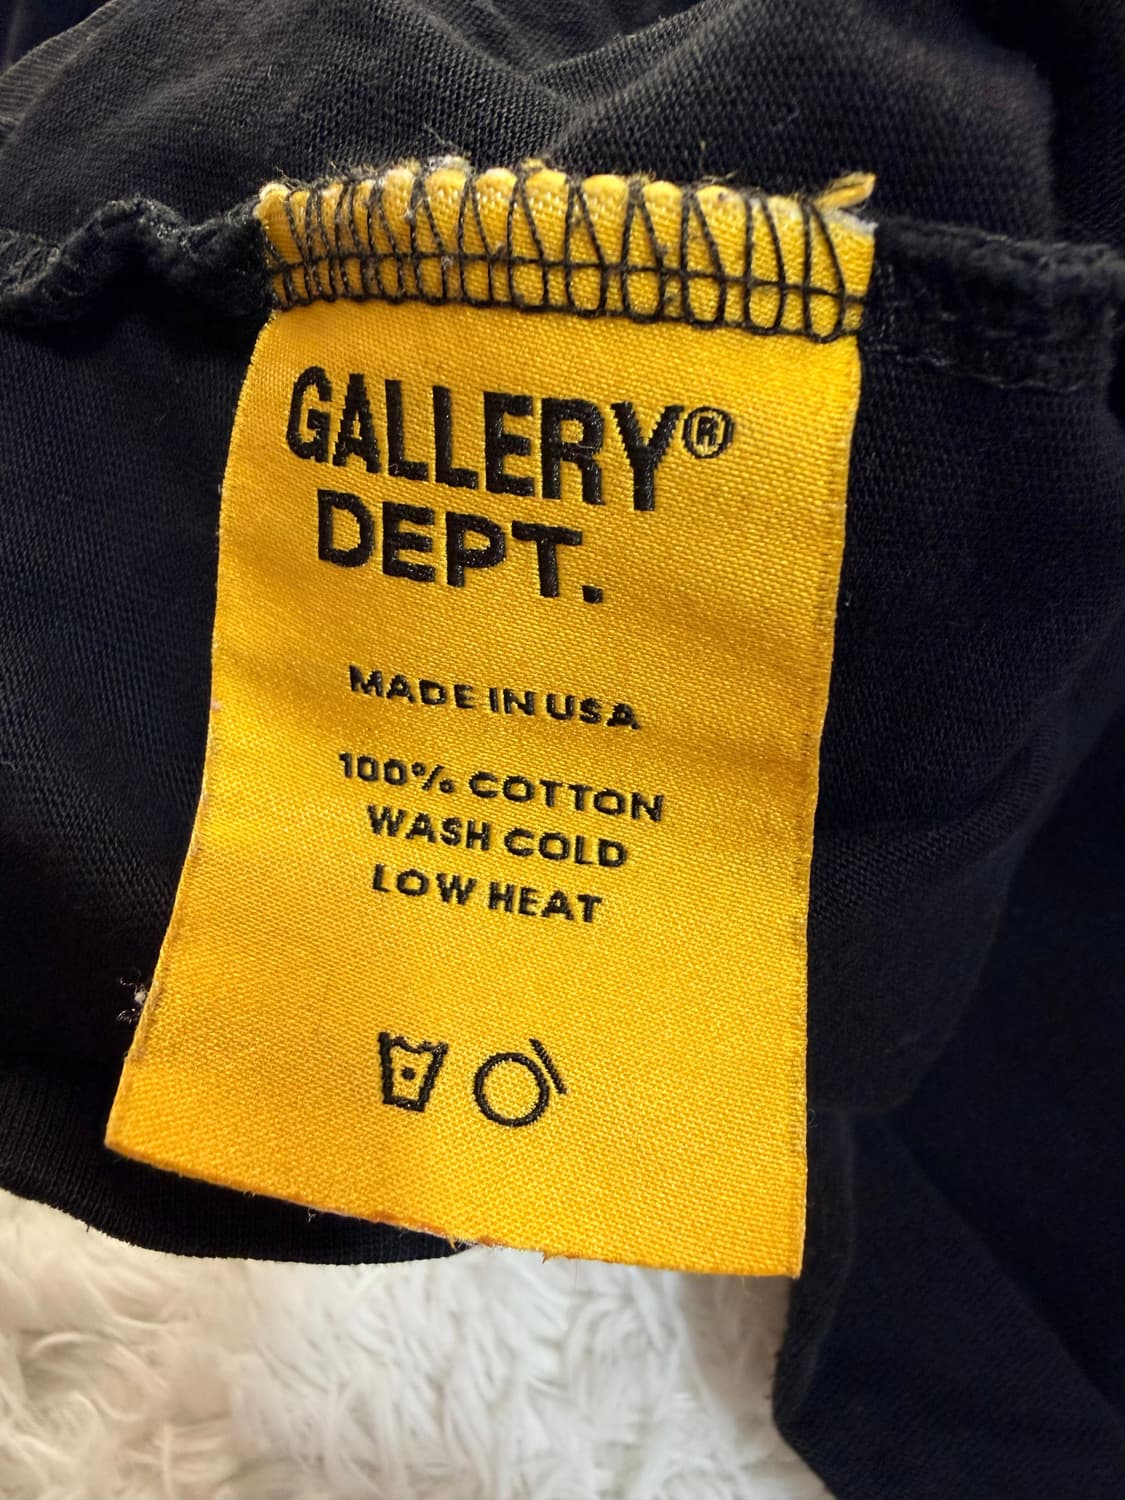 GALLERY®
DEPT.
MADE IN USA
100% COTTON
WASH COLD
LOW HEAT